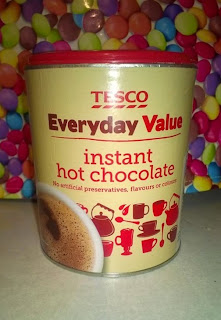 TESCO
Everyday Value
instant
hot chocolate
No artificial preservatives, flavours or colours